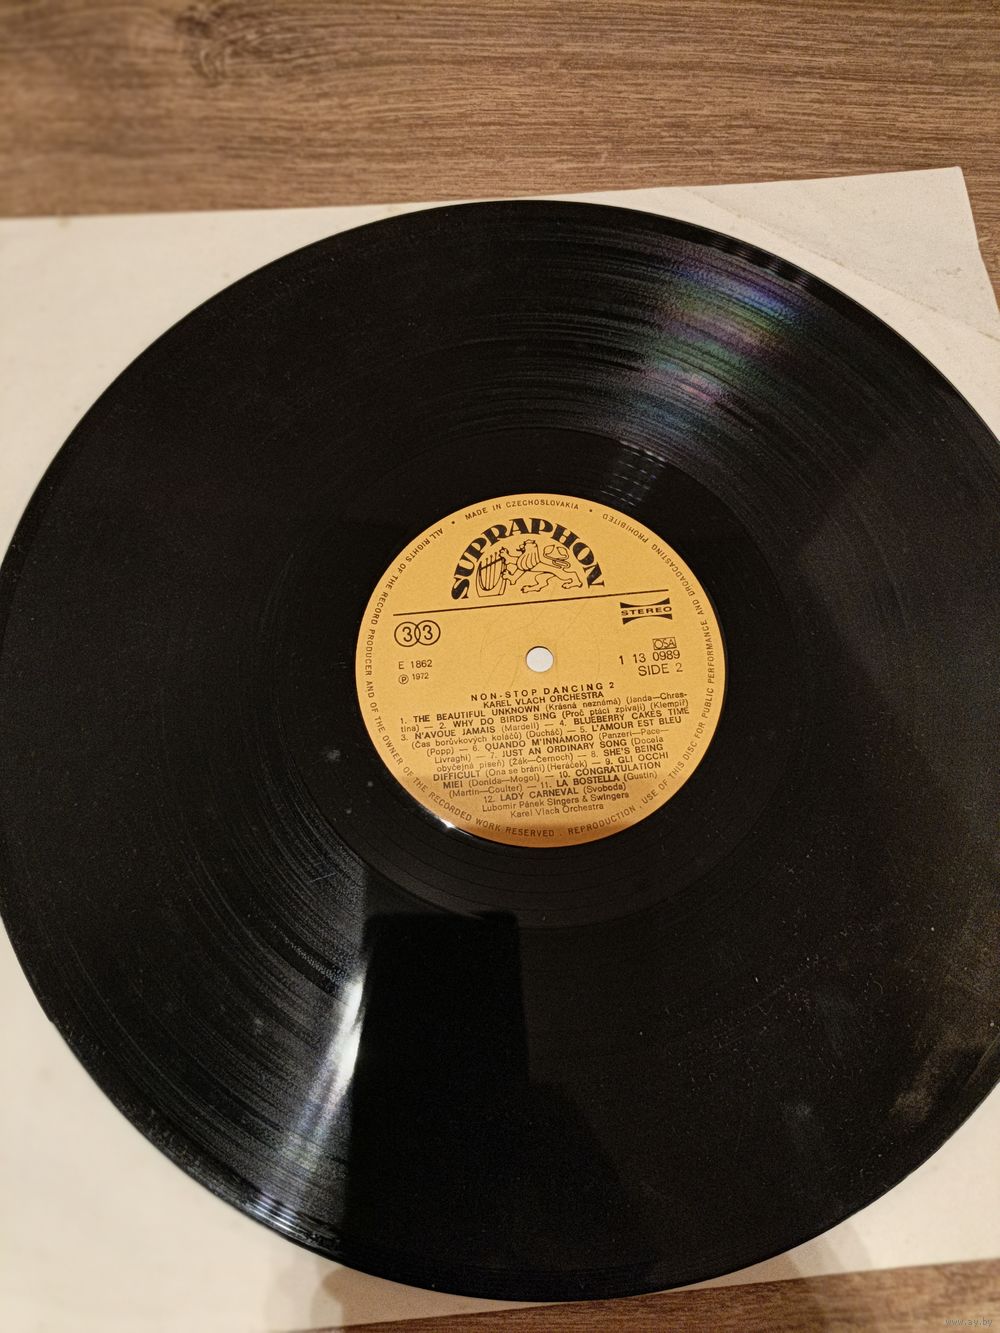 ALL RIGHTS OF THE RECORD PRODUCER AND OF THE OWNER OF THE RECORDED WORK RESERVED . REPRODUCTION . USE OF THIS DISC FOR PUBLIC PERFORMANCE AND BROADCASTING PROHIBITED
• MADE IN CZECHOSLOVAKIA •
SUPRAPHON
STEREO
33
OSA
E 1862
1 13 0989
Ⓟ 1972
SIDE 2
NON-STOP DANCING 2
KAREL VLACH ORCHESTRA
1. THE BEAUTIFUL UNKNOWN (Krásná neznámá) (Janda—Chras-
tina) — 2. WHY DO BIRDS SING (Proč ptáci zpívají) (Klempíř)
3. N'AVOUE JAMAIS (Mardell) — 4. BLUEBERRY CAKES TIME
(Čas borůvkových koláčů) (Ducháč) — 5. L'AMOUR EST BLEU
(Popp) — 6. QUANDO M'INNAMORO (Panzeri—Pace—
Livraghi) — 7. JUST AN ORDINARY SONG (Docela
obyčejná píseň) (Žák—Černoch) — 8. SHE'S BEING
DIFFICULT (Ona se brání) (Heráček) — 9. GLI OCCHI
MIEI (Donida—Mogol) — 10. CONGRATULATION
(Martin—Coulter) — 11. LA BOSTELLA (Gustin)
12. LADY CARNEVAL (Svoboda)
Lubomír Pánek Singers & Swingers
Karel Vlach Orchestra
www.ay.by